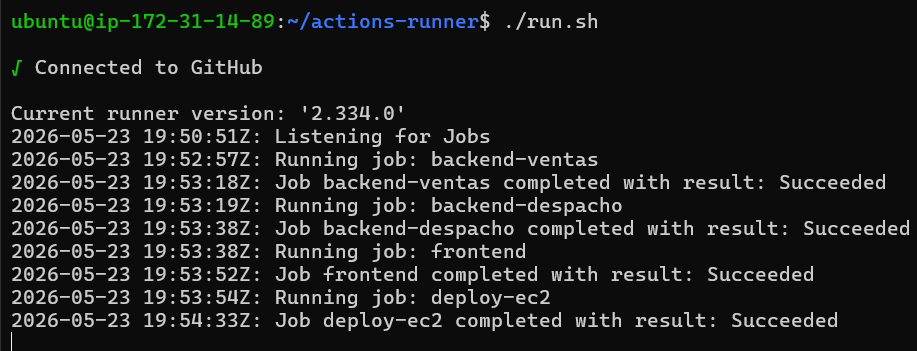 ubuntu@ip-172-31-14-89:~/actions-runner$ ./run.sh
√ Connected to GitHub
Current runner version: '2.334.0'
2026-05-23 19:50:51Z: Listening for Jobs
2026-05-23 19:52:57Z: Running job: backend-ventas
2026-05-23 19:53:18Z: Job backend-ventas completed with result: Succeeded
2026-05-23 19:53:19Z: Running job: backend-despacho
2026-05-23 19:53:38Z: Job backend-despacho completed with result: Succeeded
2026-05-23 19:53:38Z: Running job: frontend
2026-05-23 19:53:52Z: Job frontend completed with result: Succeeded
2026-05-23 19:53:54Z: Running job: deploy-ec2
2026-05-23 19:54:33Z: Job deploy-ec2 completed with result: Succeeded